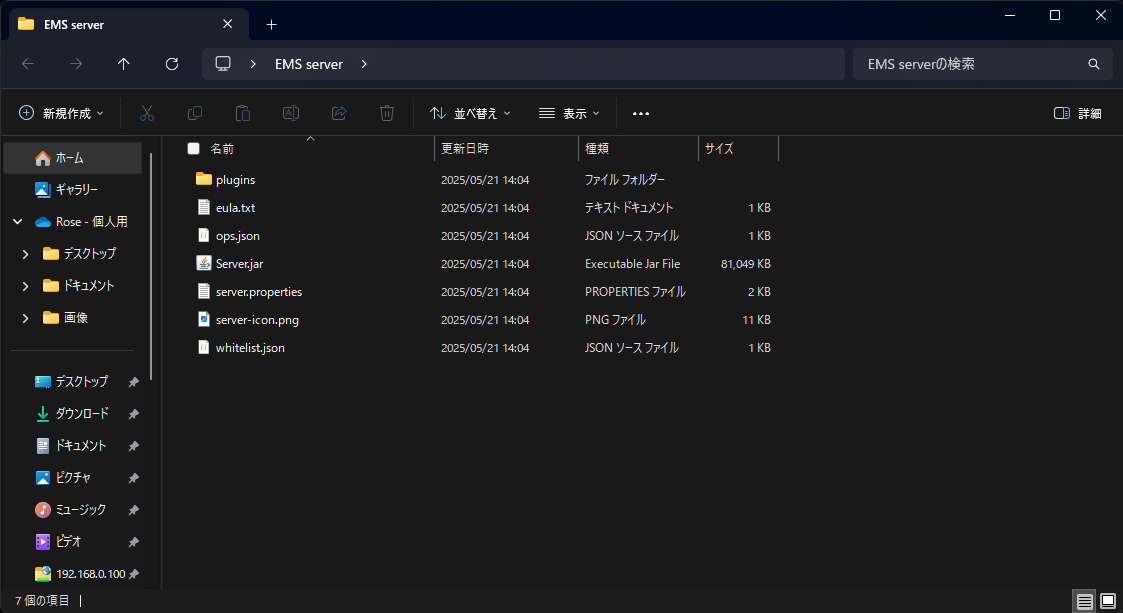 EMS server
EMS server
EMS serverの検索
新規作成
並べ替え
表示
詳細
名前 更新日時 種類 サイズ
ホーム
ギャラリー
Rose - 個人用
デスクトップ
ドキュメント
画像
デスクトップ
ダウンロード
ドキュメント
ピクチャ
ミュージック
ビデオ
192.168.0.100
plugins 2025/05/21 14:04 ファイル フォルダー
eula.txt 2025/05/21 14:04 テキスト ドキュメント 1 KB
ops.json 2025/05/21 14:04 JSON ソース ファイル 1 KB
Server.jar 2025/05/21 14:04 Executable Jar File 81,049 KB
server.properties 2025/05/21 14:04 PROPERTIES ファイル 2 KB
server-icon.png 2025/05/21 14:04 PNG ファイル 11 KB
whitelist.json 2025/05/21 14:04 JSON ソース ファイル 1 KB
7 個の項目